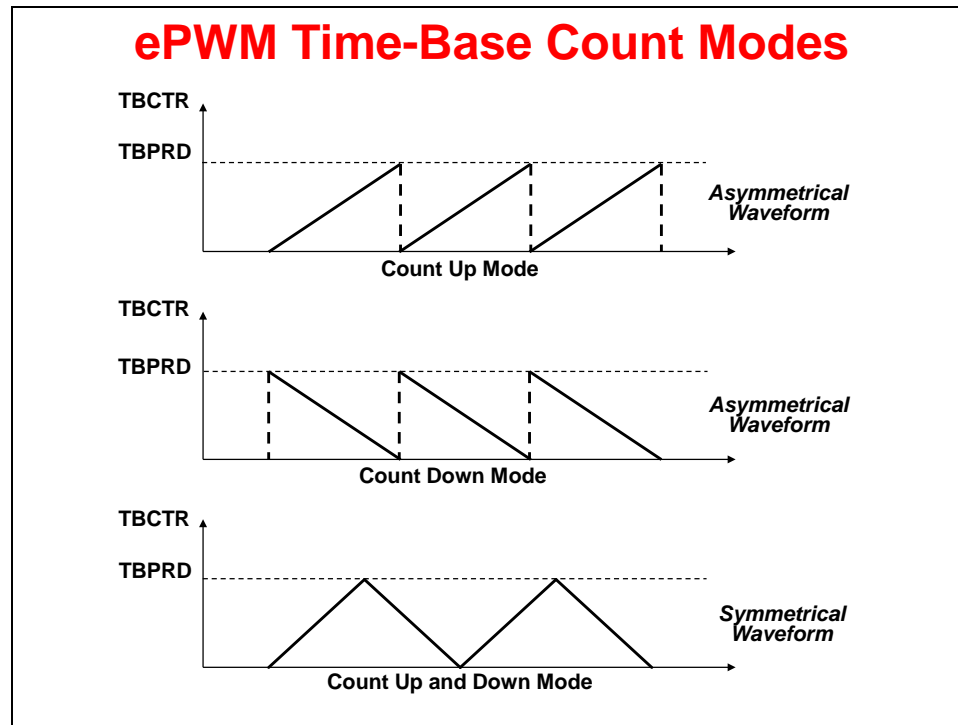 ePWM Time-Base Count Modes
TBCTR
TBPRD
Asymmetrical
Waveform
Count Up Mode
TBCTR
TBPRD
Asymmetrical
Waveform
Count Down Mode
TBCTR
TBPRD
Symmetrical
Waveform
Count Up and Down Mode